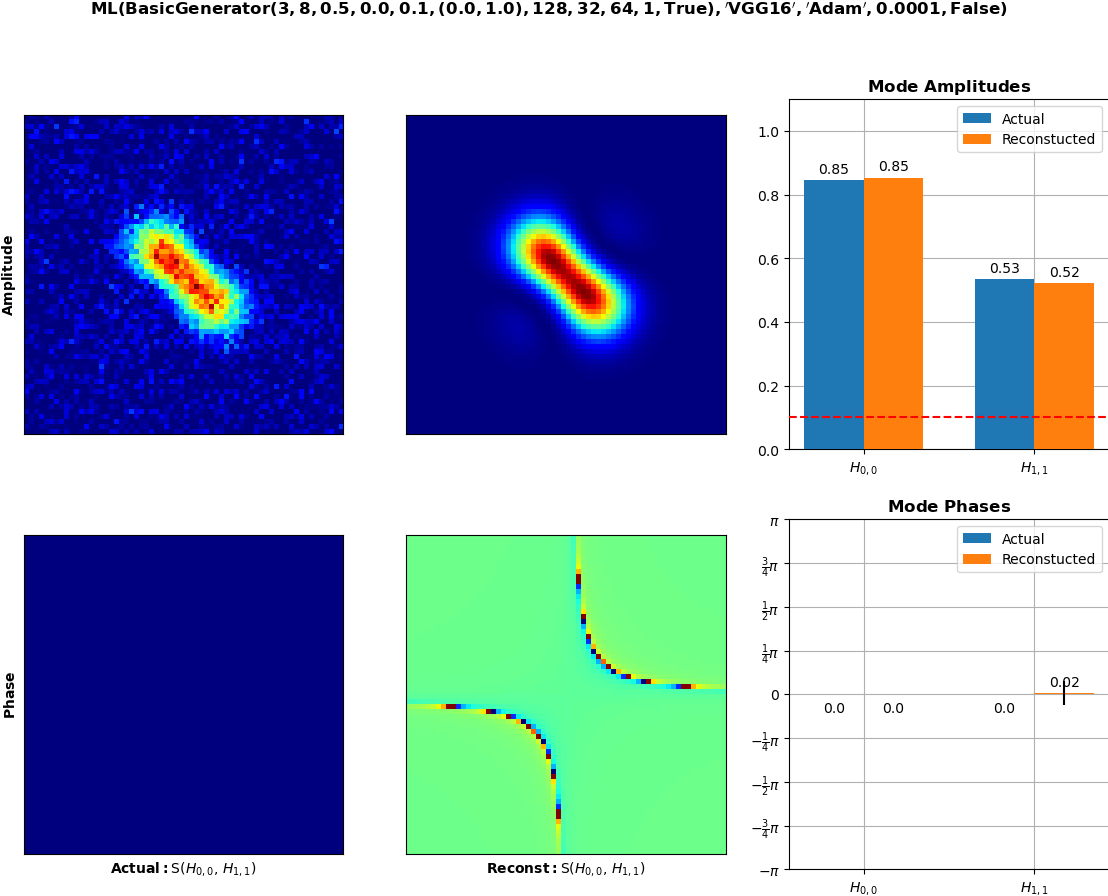 ML(BasicGenerator(3, 8, 0.5, 0.0, 0.1, (0.0, 1.0), 128, 32, 64, 1, True), ′VGG16′, ′Adam′, 0.0001, False)
Amplitude
Mode Amplitudes
Actual
Reconstucted
1.0
0.8
0.6
0.4
0.2
0.0
0.85
0.85
0.53
0.52
H0, 0
H1, 1
Phase
Mode Phases
Actual
Reconstucted
π
3/4π
1/2π
1/4π
0
−1/4π
−1/2π
−3/4π
−π
0.0
0.0
0.0
0.02
H0, 0
H1, 1
Actual: S(H0, 0, H1, 1)
Reconst: S(H0, 0, H1, 1)